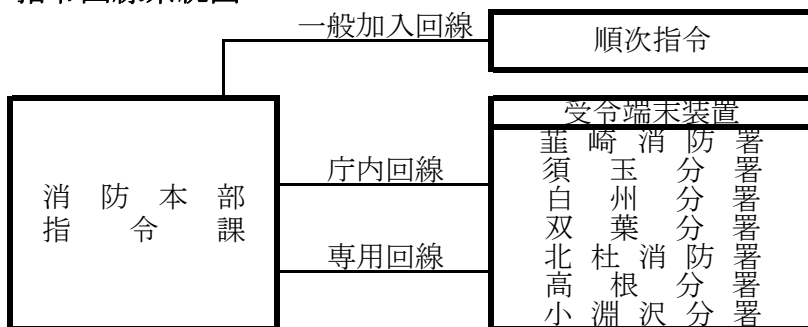 指令回線系統図
一般加入回線
順次指令
消防本部
指令課
庁内回線
専用回線
受令端末装置
韮崎消防署
須玉分署
白州分署
双葉分署
北杜消防署
高根分署
小淵沢分署